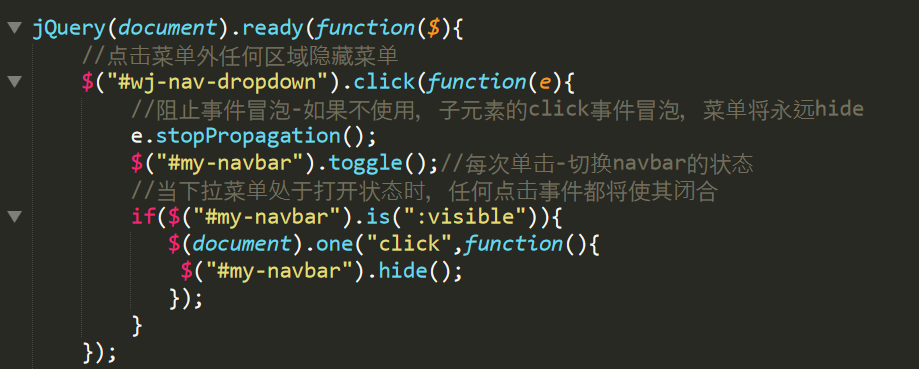 jQuery(document).ready(function($){
//点击菜单外任何区域隐藏菜单
$("#wj-nav-dropdown").click(function(e){
//阻止事件冒泡-如果不使用，子元素的click事件冒泡，菜单将永远hide
e.stopPropagation();
$("#my-navbar").toggle();//每次单击-切换navbar的状态
//当下拉菜单处于打开状态时，任何点击事件都将使其闭合
if($("#my-navbar").is(":visible")){
$(document).one("click",function(){
$("#my-navbar").hide();
});
}
});